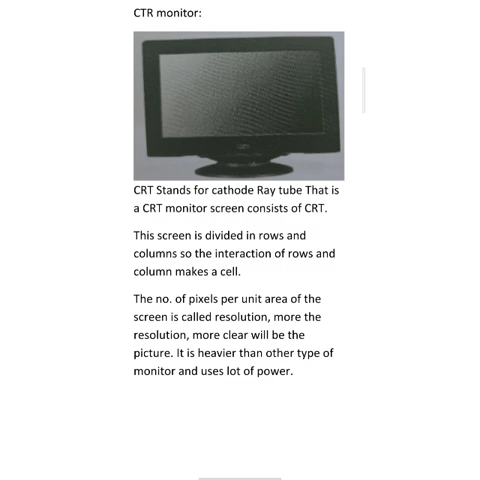 CTR monitor:
CRT Stands for cathode Ray tube That is
a CRT monitor screen consists of CRT.
This screen is divided in rows and
columns so the interaction of rows and
column makes a cell.
The no. of pixels per unit area of the
screen is called resolution, more the
resolution, more clear will be the
picture. It is heavier than other type of
monitor and uses lot of power.